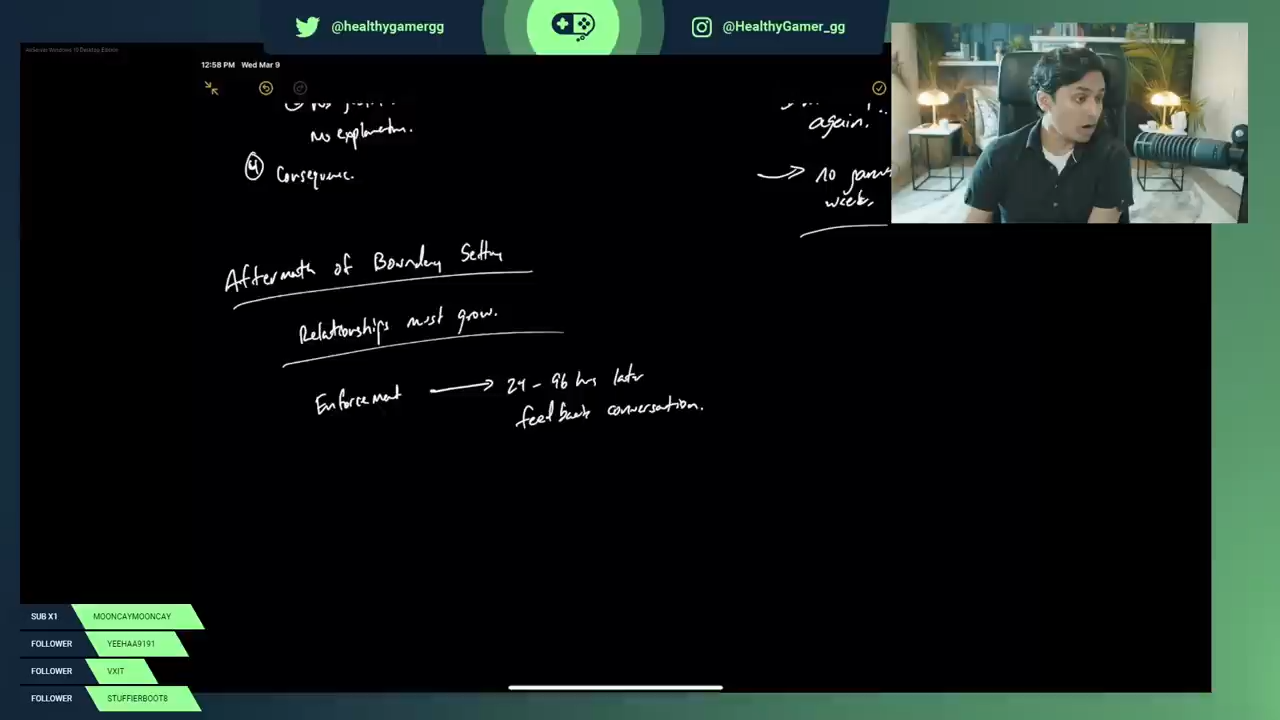 @healthygamergg
@HealthyGamer_gg
12:58 PM Wed Mar 9
No explanation.
4 Consequence.
again!
→ 10
week.
Aftermath of Boundary Setting
Relationships must grow.
Enforcement → 24 - 96 hrs later
feedback conversation.
SUB X1 MOONCAYMOONCAY
FOLLOWER YEEHAA9191
FOLLOWER VXIT
FOLLOWER STUFFIERBOOT8